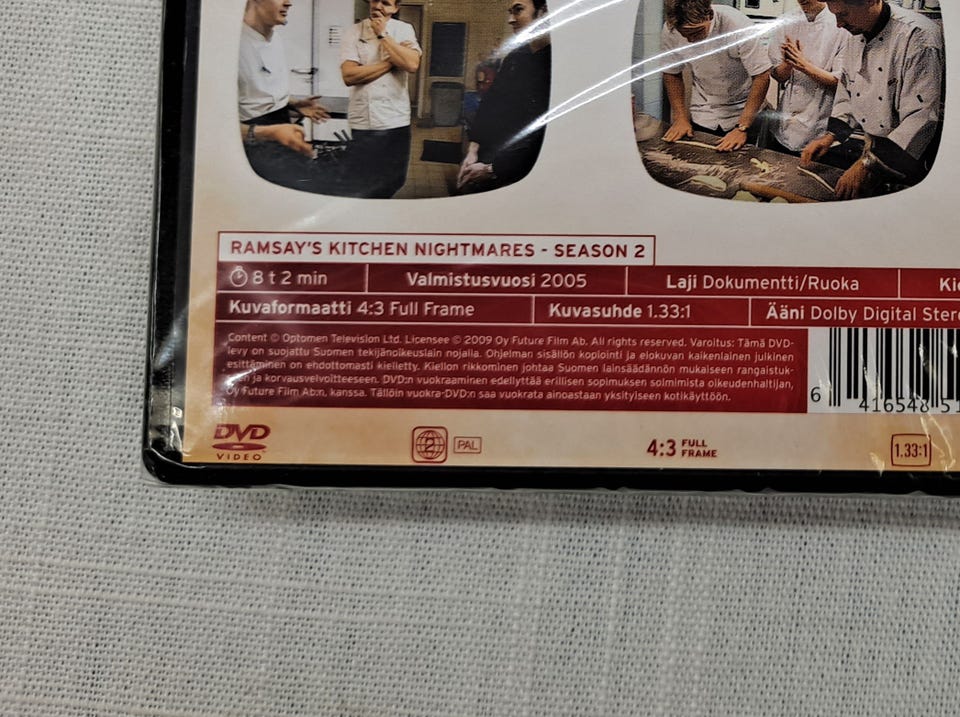 RAMSAY'S KITCHEN NIGHTMARES - SEASON 2
8 t 2 min Valmistusvuosi 2005 Laji Dokumentti/Ruoka
Kuvaformaatti 4:3 Full Frame Kuvasuhde 1.33:1 Ääni Dolby Digital
Content © Optomen Television Ltd. Licensee © 2009 Oy Future Film Ab. All rights reserved. Varoitus: Tämä DVD-
levy on suojattu Suomen tekijänoikeuslain nojalla. Ohjelman sisällön kopiointi ja elokuvan kaikenlainen julkinen
esittäminen on ehdottomasti kielletty. Kiellon rikkominen johtaa Suomen lainsäädännön mukaiseen rangaistuk-
ja korvausvelvoitteeseen. DVD:n vuokraaminen edellyttää erillisen sopimuksen solmimista oikeudenhaltijan,
Oy Future Film Ab:n, kanssa. Tällöin vuokra-DVD:n saa vuokrata ainoastaan yksityiseen kotikäyttöön.
6 416548 51
DVD VIDEO 2 PAL 4:3 FULL FRAME 1.33:1